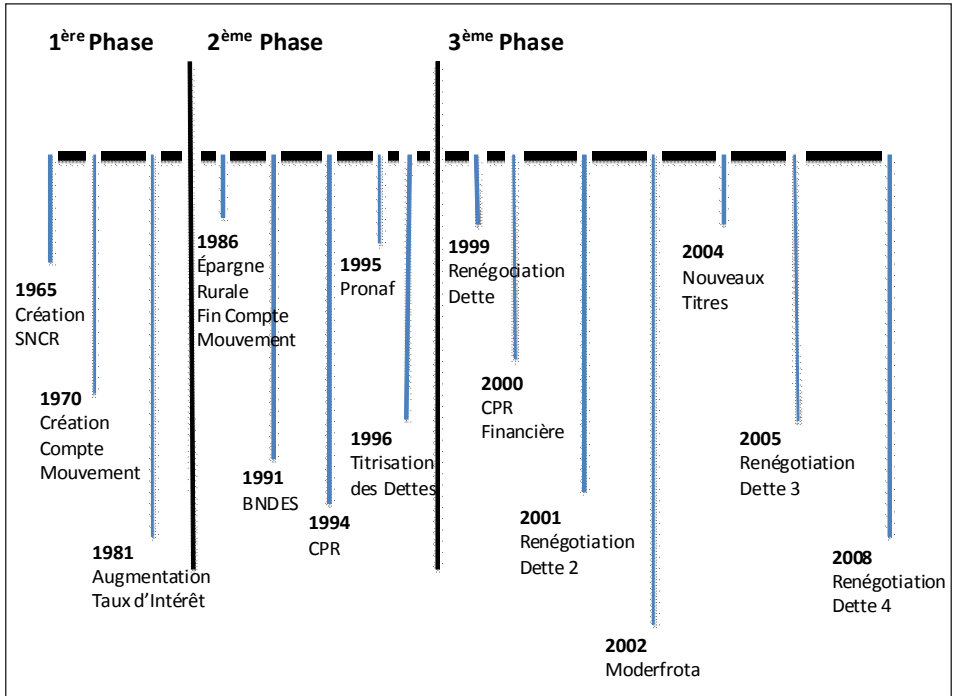 1ère Phase
2ème Phase
3ème Phase
1965
Création
SNCR
1970
Création
Compte
Mouvement
1981
Augmentation
Taux d’Intérêt
1986
Épargne
Rurale
Fin Compte
Mouvement
1991
BNDES
1994
CPR
1995
Pronaf
1996
Titrisation
des Dettes
1999
Renégociation
Dette
2000
CPR
Financière
2001
Renégotiation
Dette 2
2002
Moderfrota
2004
Nouveaux
Titres
2005
Renégotiation
Dette 3
2008
Renégotiation
Dette 4